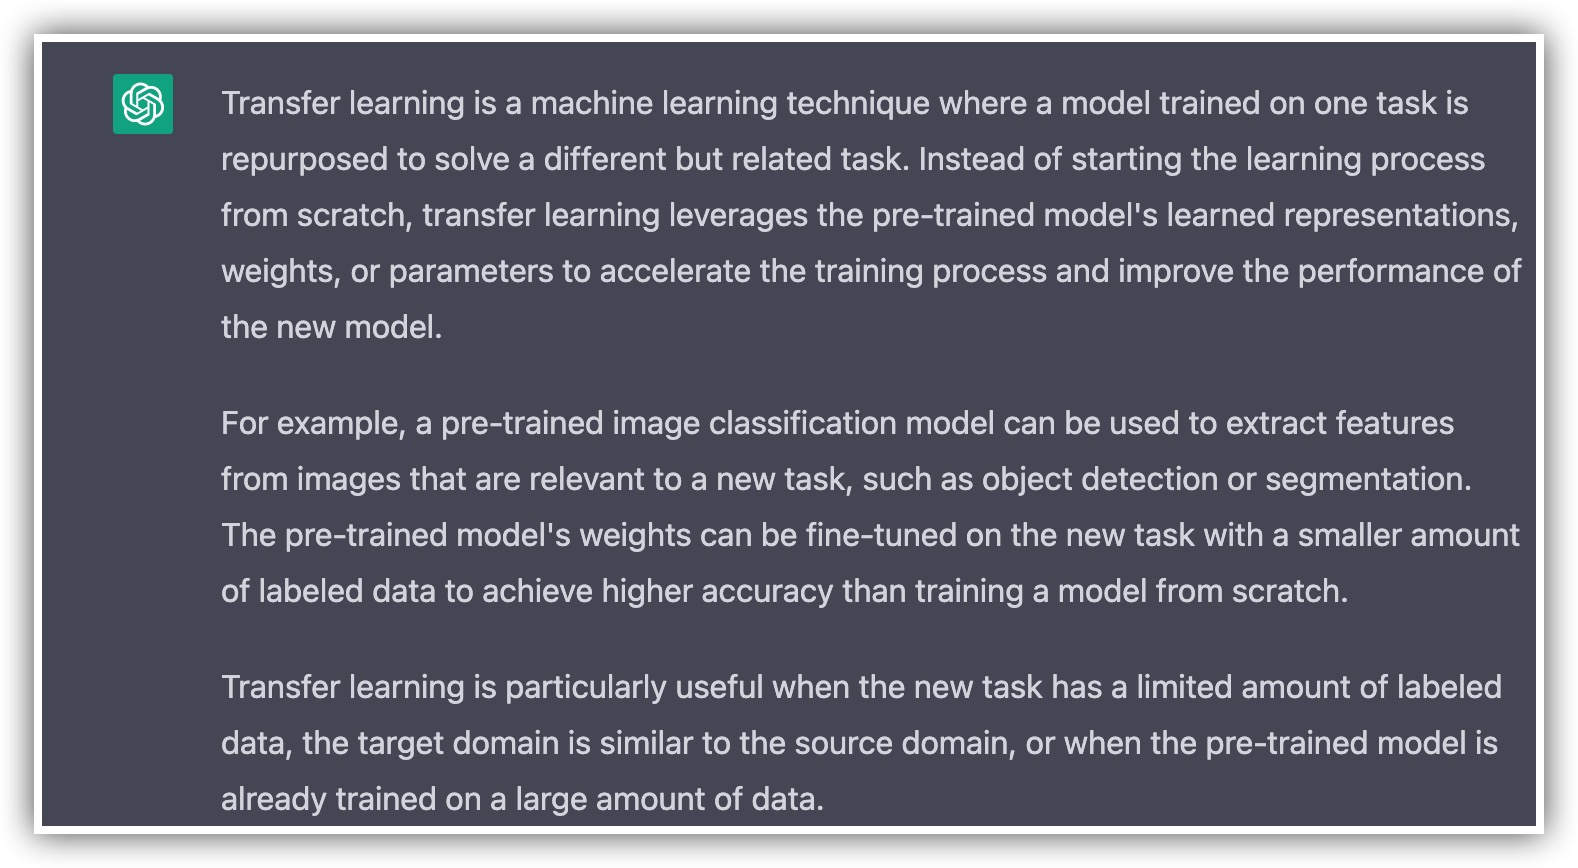 Transfer learning is a machine learning technique where a model trained on one task is
repurposed to solve a different but related task. Instead of starting the learning process
from scratch, transfer learning leverages the pre-trained model's learned representations,
weights, or parameters to accelerate the training process and improve the performance of
the new model.
For example, a pre-trained image classification model can be used to extract features
from images that are relevant to a new task, such as object detection or segmentation.
The pre-trained model's weights can be fine-tuned on the new task with a smaller amount
of labeled data to achieve higher accuracy than training a model from scratch.
Transfer learning is particularly useful when the new task has a limited amount of labeled
data, the target domain is similar to the source domain, or when the pre-trained model is
already trained on a large amount of data.